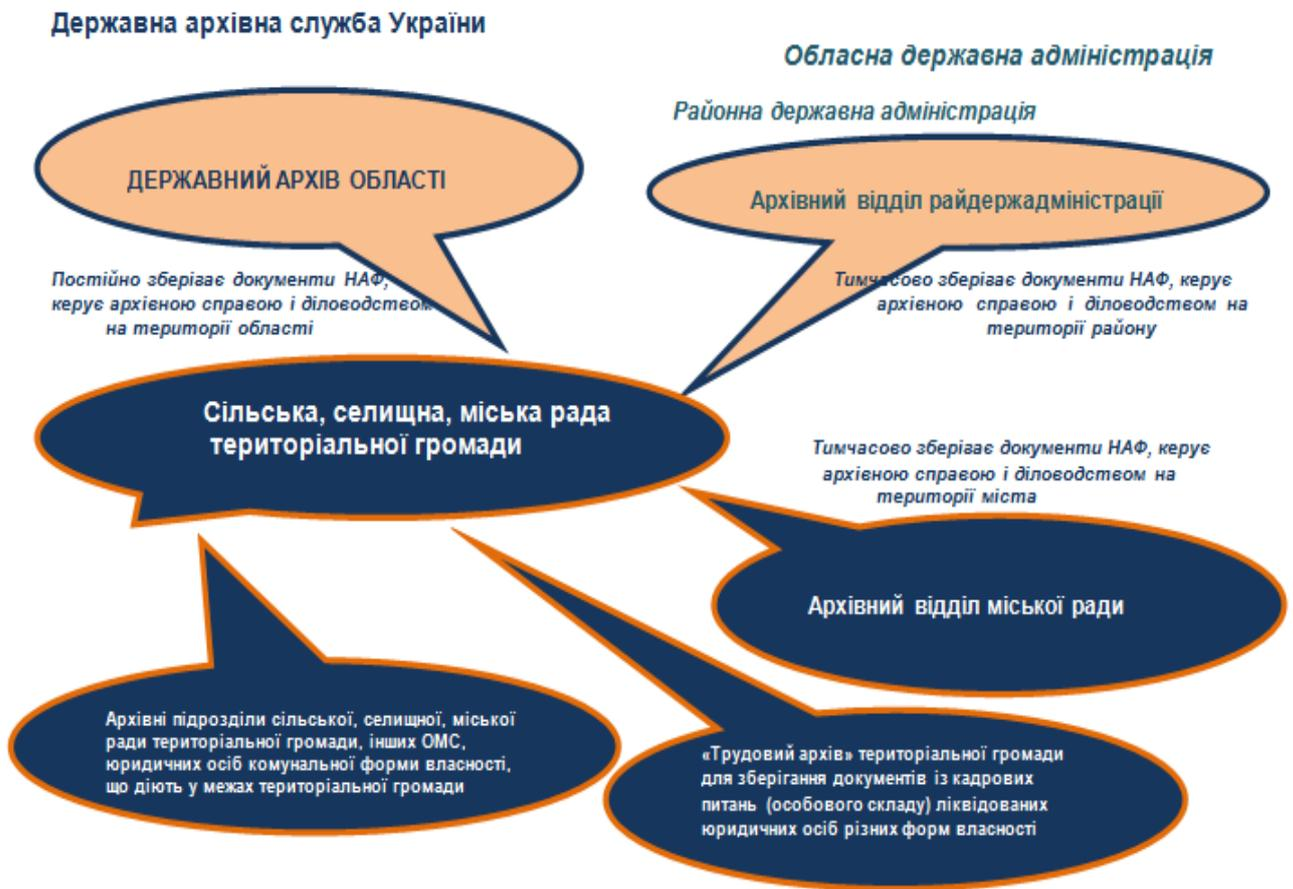 Державна архівна служба України
Обласна державна адміністрація
Районна державна адміністрація
ДЕРЖАВНИЙ АРХІВ ОБЛАСТІ
Архівний відділ райдержадміністрації
Постійно зберігає документи НАФ,
керує архівною справою і діловодством
на території області
Тимчасово зберігає документи НАФ, керує
архівною справою і діловодством на
території району
Сільська, селищна, міська рада
територіальної громади
Тимчасово зберігає документи НАФ, керує
архівною справою і діловодством на
території міста
Архівний відділ міської ради
Архівні підрозділи сільської, селищної, міської
ради територіальної громади, інших ОМС,
юридичних осіб комунальної форми власності,
що діють у межах територіальної громади
«Трудовий архів» територіальної громади
для зберігання документів із кадрових
питань (особового складу) ліквідованих
юридичних осіб різних форм власності